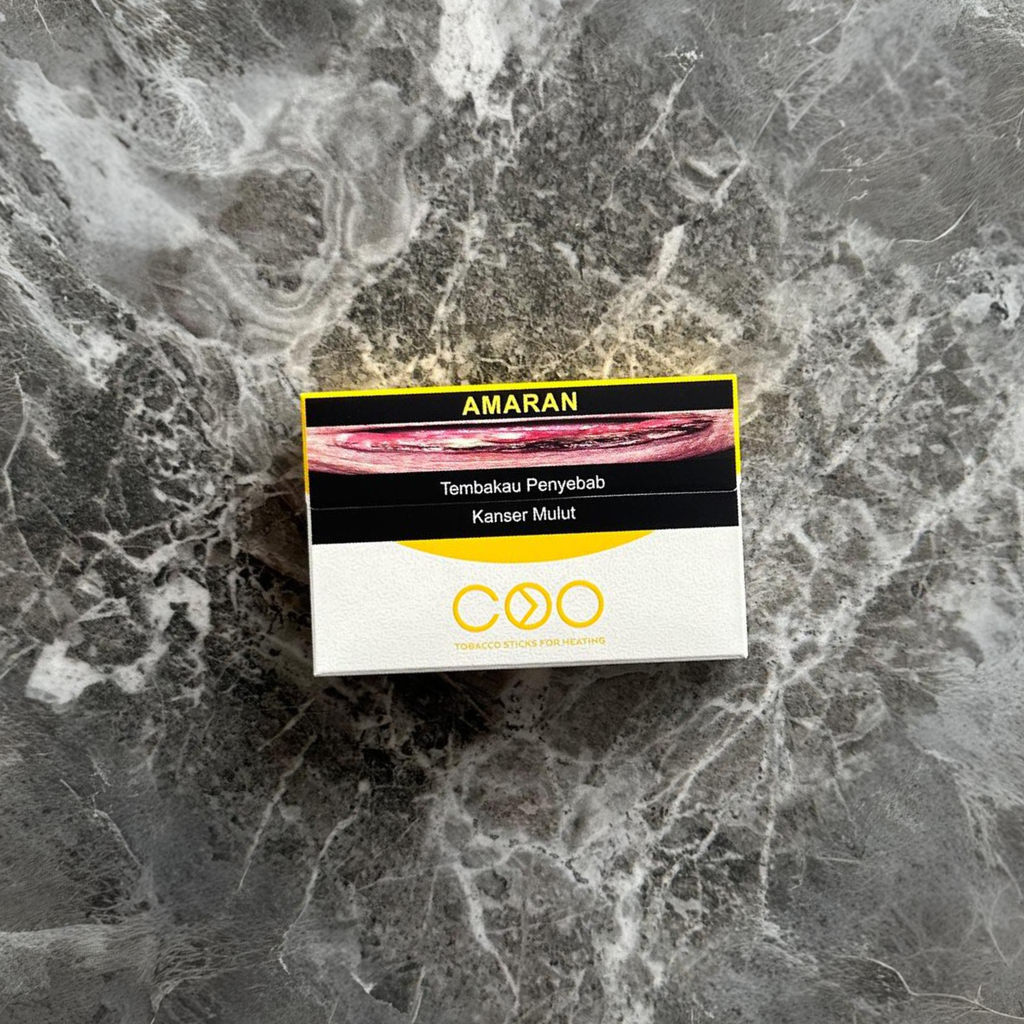 AMARAN
Tembakau Penyebab
Kanser Mulut
COO
TOBACCO STICKS FOR HEATING